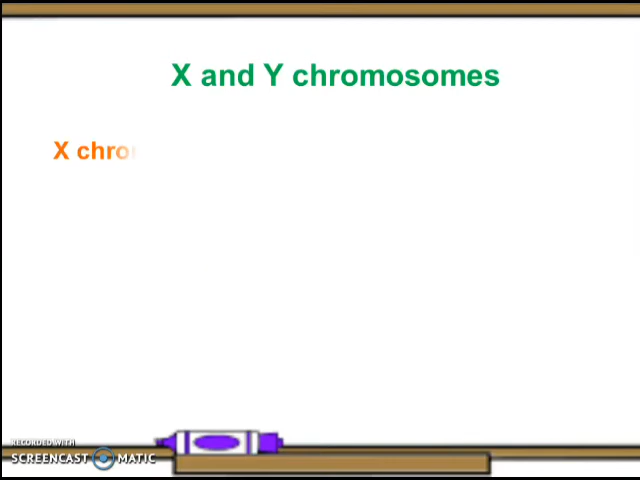 X and Y chromosomes
X chro
RECORDED WITH
SCREENCAST MATIC